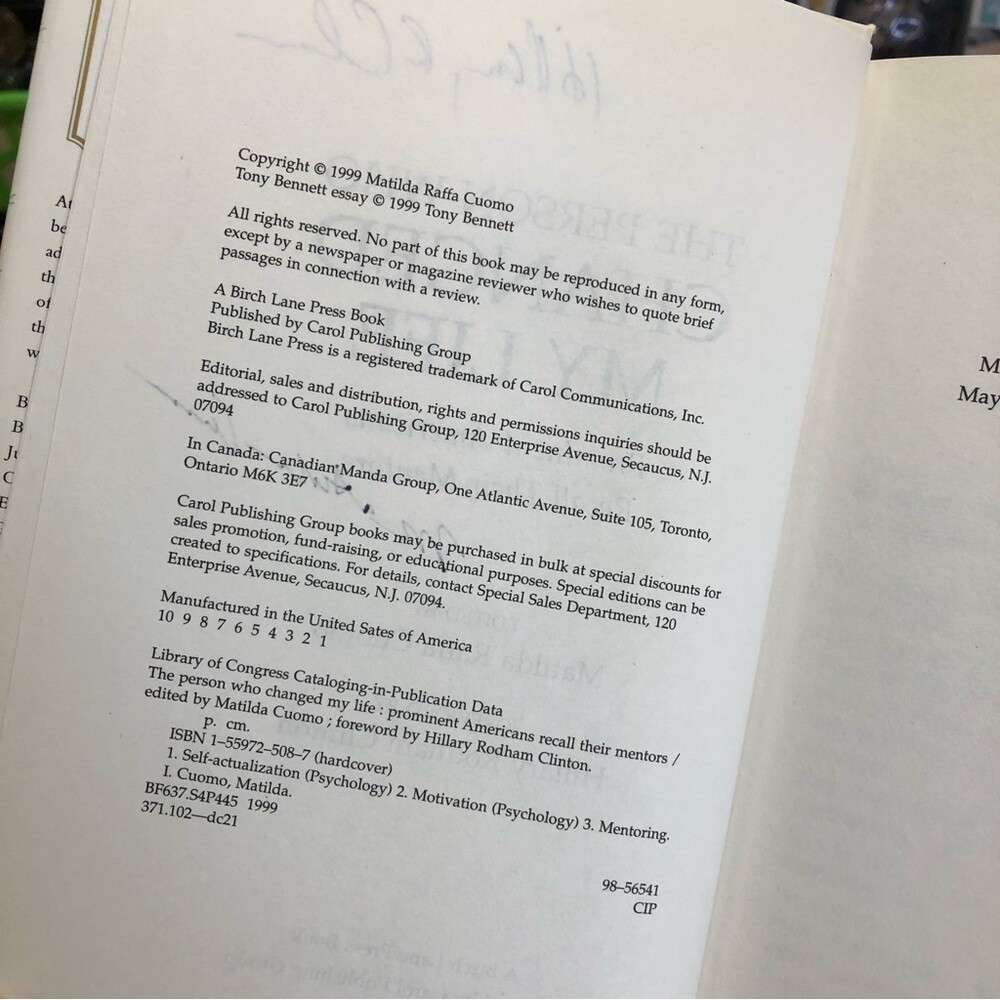 Copyright © 1999 Matilda Raffa Cuomo
Tony Bennett essay © 1999 Tony Bennett
All rights reserved. No part of this book may be reproduced in any form,
except by a newspaper or magazine reviewer who wishes to quote brief
passages in connection with a review.
A Birch Lane Press Book
Published by Carol Publishing Group
Birch Lane Press is a registered trademark of Carol Communications, Inc.
Editorial, sales and distribution, rights and permissions inquiries should be
addressed to Carol Publishing Group, 120 Enterprise Avenue, Secaucus, N.J.
07094
In Canada: Canadian Manda Group, One Atlantic Avenue, Suite 105, Toronto,
Ontario M6K 3E7
Carol Publishing Group books may be purchased in bulk at special discounts for
sales promotion, fund-raising, or educational purposes. Special editions can be
created to specifications. For details, contact Special Sales Department, 120
Enterprise Avenue, Secaucus, N.J. 07094.
Manufactured in the United Sates of America
10 9 8 7 6 5 4 3 2 1
Library of Congress Cataloging-in-Publication Data
The person who changed my life : prominent Americans recall their mentors /
edited by Matilda Cuomo ; foreword by Hillary Rodham Clinton.
p. cm.
ISBN 1–55972–508–7 (hardcover)
1. Self-actualization (Psychology) 2. Motivation (Psychology) 3. Mentoring.
I. Cuomo, Matilda.
BF637.S4P445 1999
371.102—dc21
98–56541
CIP
May